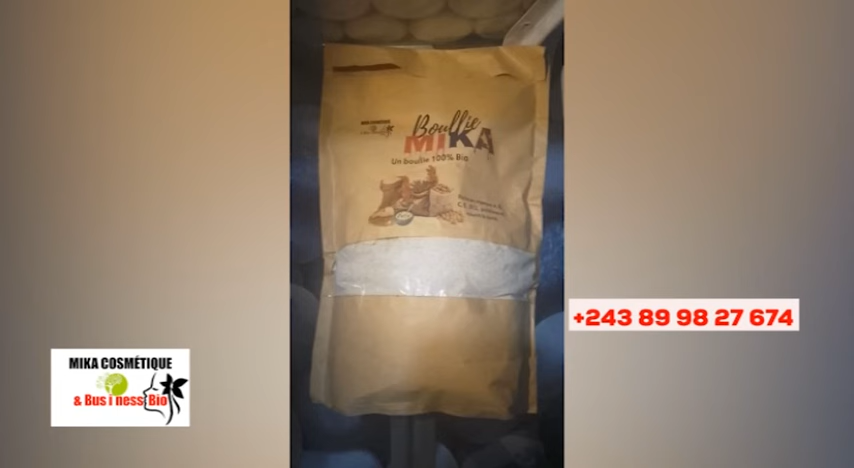 Bouillie
MIKA
Un bouillie 100% Bio
+243 89 98 27 674
MIKA COSMÉTIQUE
& Bus i ness Bio